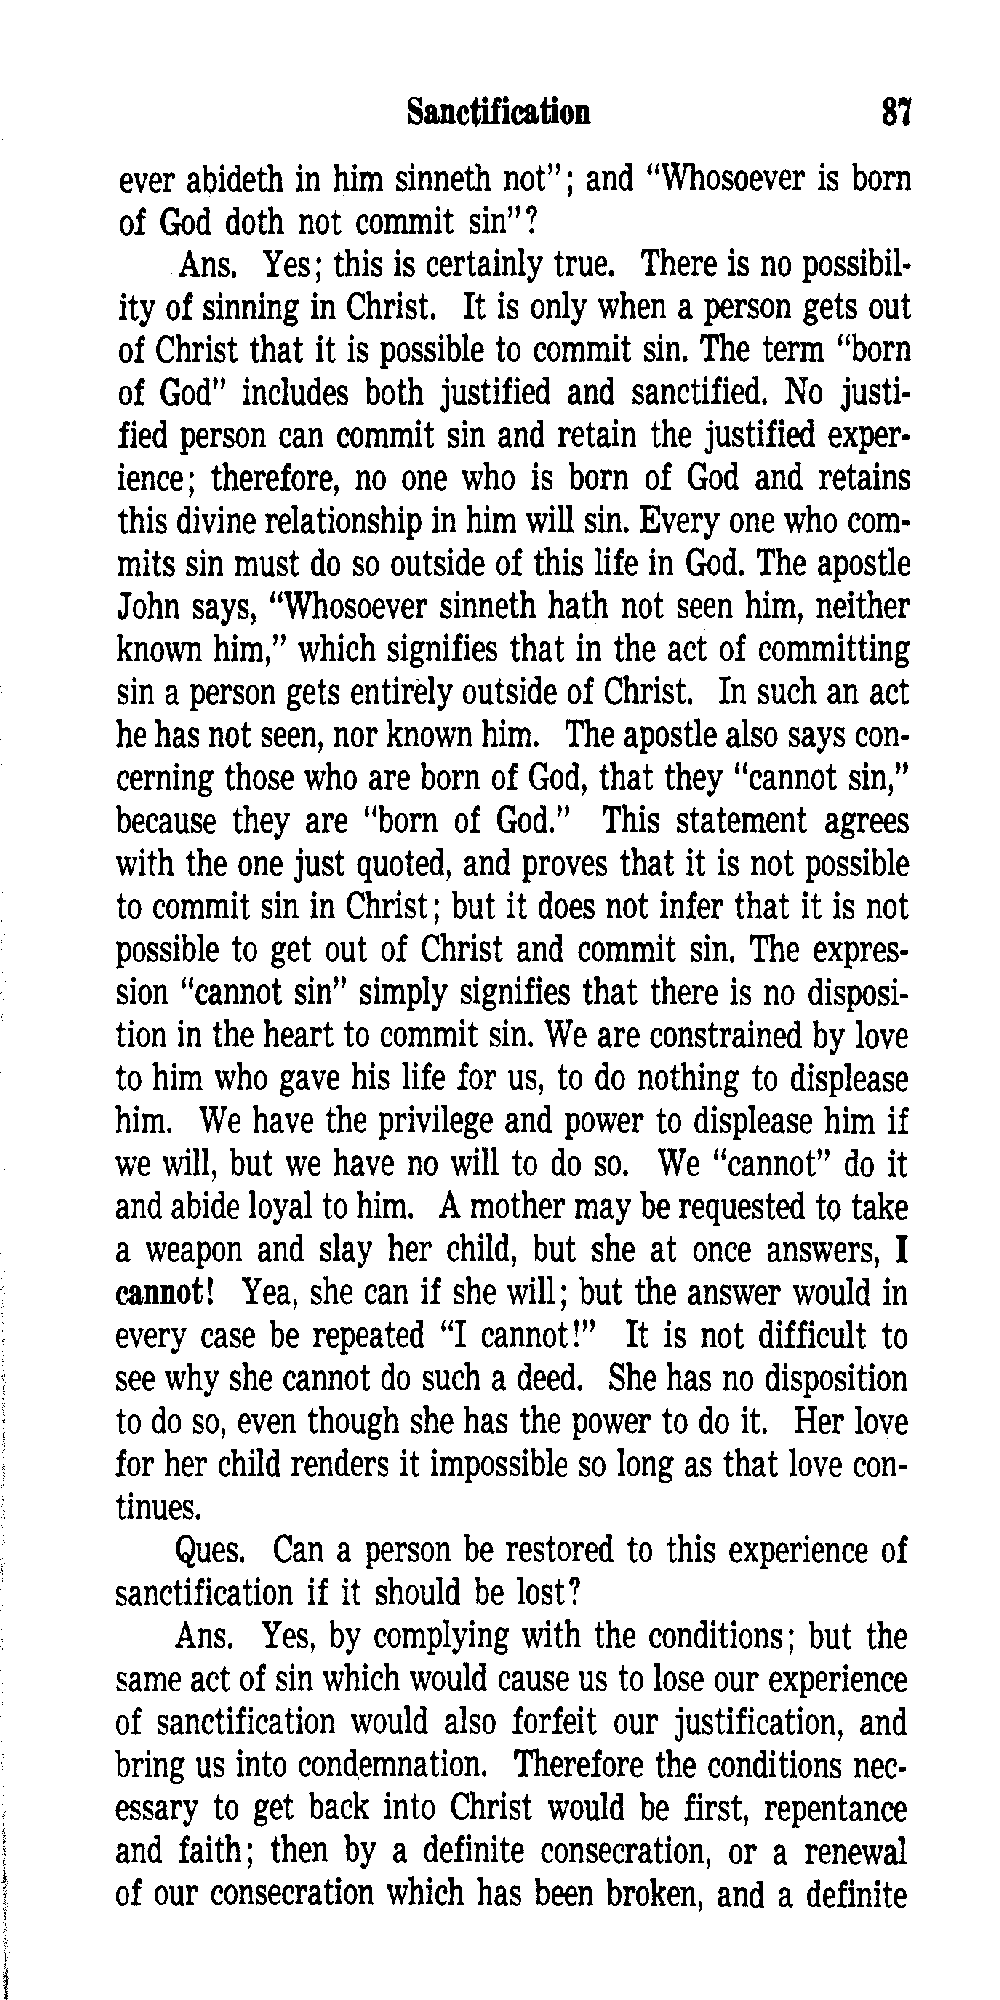 Sanctification 87
ever abideth in him sinneth not"; and "Whosoever is born
of God doth not commit sin"?
Ans. Yes; this is certainly true. There is no possibil-
ity of sinning in Christ. It is only when a person gets out
of Christ that it is possible to commit sin. The term "born
of God" includes both justified and sanctified. No justi-
fied person can commit sin and retain the justified exper-
ience; therefore, no one who is born of God and retains
this divine relationship in him will sin. Every one who com-
mits sin must do so outside of this life in God. The apostle
John says, "Whosoever sinneth hath not seen him, neither
known him," which signifies that in the act of committing
sin a person gets entirely outside of Christ. In such an act
he has not seen, nor known him. The apostle also says con-
cerning those who are born of God, that they "cannot sin,"
because they are "born of God." This statement agrees
with the one just quoted, and proves that it is not possible
to commit sin in Christ; but it does not infer that it is not
possible to get out of Christ and commit sin. The expres-
sion "cannot sin" simply signifies that there is no disposi-
tion in the heart to commit sin. We are constrained by love
to him who gave his life for us, to do nothing to displease
him. We have the privilege and power to displease him if
we will, but we have no will to do so. We "cannot" do it
and abide loyal to him. A mother may be requested to take
a weapon and slay her child, but she at once answers, I
cannot! Yea, she can if she will; but the answer would in
every case be repeated "I cannot!" It is not difficult to
see why she cannot do such a deed. She has no disposition
to do so, even though she has the power to do it. Her love
for her child renders it impossible so long as that love con-
tinues.
Ques. Can a person be restored to this experience of
sanctification if it should be lost?
Ans. Yes, by complying with the conditions; but the
same act of sin which would cause us to lose our experience
of sanctification would also forfeit our justification, and
bring us into condemnation. Therefore the conditions nec-
essary to get back into Christ would be first, repentance
and faith; then by a definite consecration, or a renewal
of our consecration which has been broken, and a definite